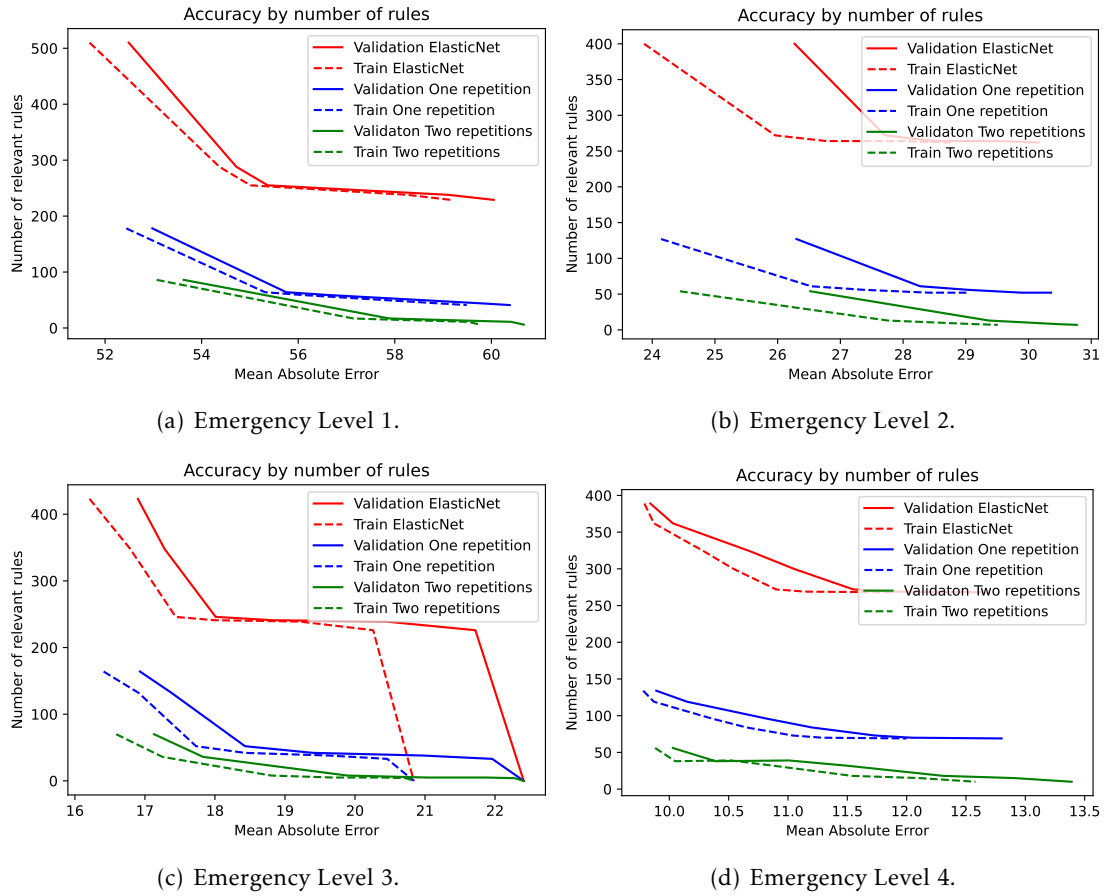 Accuracy by number of rules
Number of relevant rules
500
400
300
200
100
0
Validation ElasticNet
Train ElasticNet
Validation One repetition
Train One repetition
Validaton Two repetitions
Train Two repetitions
52 54 56 58 60
Mean Absolute Error
(a) Emergency Level 1.
Accuracy by number of rules
Number of relevant rules
400
350
300
250
200
150
100
50
0
Validation ElasticNet
Train ElasticNet
Validation One repetition
Train One repetition
Validaton Two repetitions
Train Two repetitions
24 25 26 27 28 29 30 31
Mean Absolute Error
(b) Emergency Level 2.
Accuracy by number of rules
Number of relevant rules
400
300
200
100
0
Validation ElasticNet
Train ElasticNet
Validation One repetition
Train One repetition
Validaton Two repetitions
Train Two repetitions
16 17 18 19 20 21 22
Mean Absolute Error
(c) Emergency Level 3.
Accuracy by number of rules
Number of relevant rules
400
350
300
250
200
150
100
50
0
Validation ElasticNet
Train ElasticNet
Validation One repetition
Train One repetition
Validaton Two repetitions
Train Two repetitions
10.0 10.5 11.0 11.5 12.0 12.5 13.0 13.5
Mean Absolute Error
(d) Emergency Level 4.